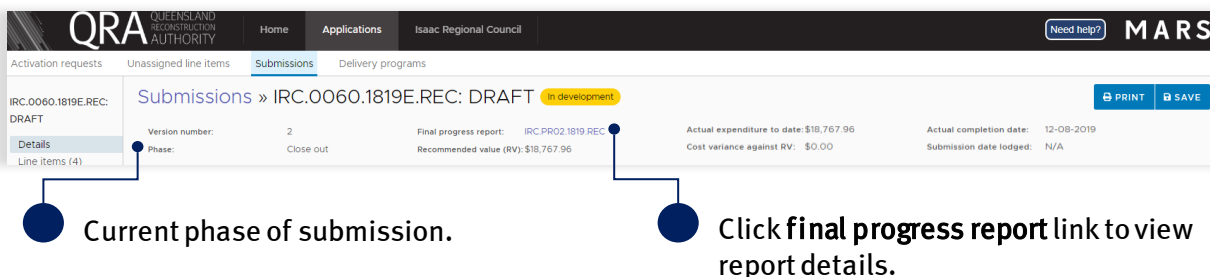 QRA QUEENSLAND RECONSTRUCTION AUTHORITY Home Applications Isaac Regional Council Need help? MARS
Activation requests Unassigned line items Submissions Delivery programs
IRC.0060.1819E.REC: DRAFT
Details
Line items (4)
Submissions » IRC.0060.1819E.REC: DRAFT In development PRINT SAVE
Version number: 2 Final progress report: IRC.PR02.1819.REC Actual expenditure to date: $18,767.96 Actual completion date: 12-08-2019
Phase: Close out Recommended value (RV): $18,767.96 Cost variance against RV: $0.00 Submission date lodged: N/A
Current phase of submission.
Click final progress report link to view
report details.